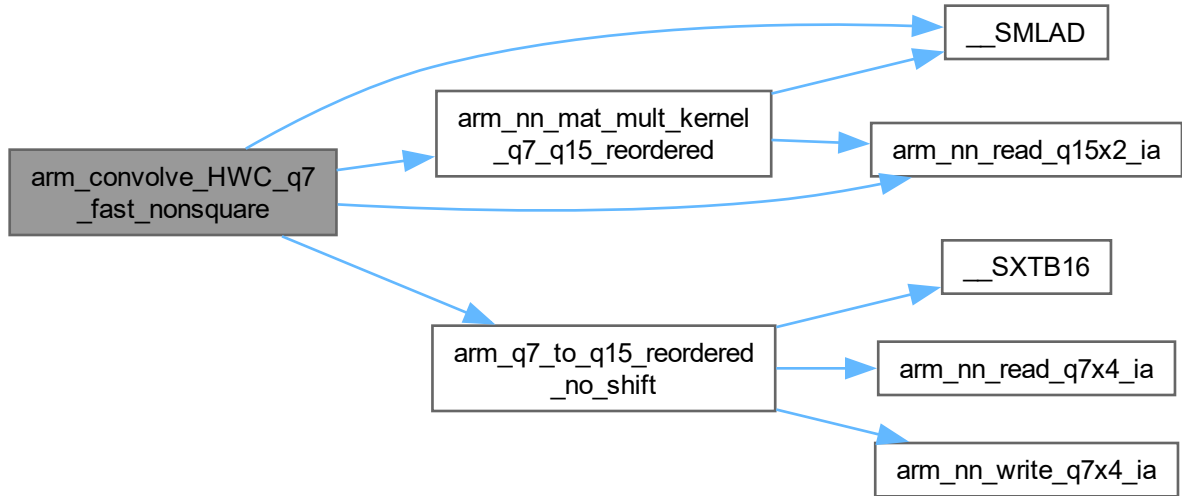 __SMLAD
arm_nn_mat_mult_kernel
_q7_q15_reordered
arm_nn_read_q15x2_ia
arm_convolve_HWC_q7
_fast_nonsquare
__SXTB16
arm_q7_to_q15_reordered
_no_shift
arm_nn_read_q7x4_ia
arm_nn_write_q7x4_ia